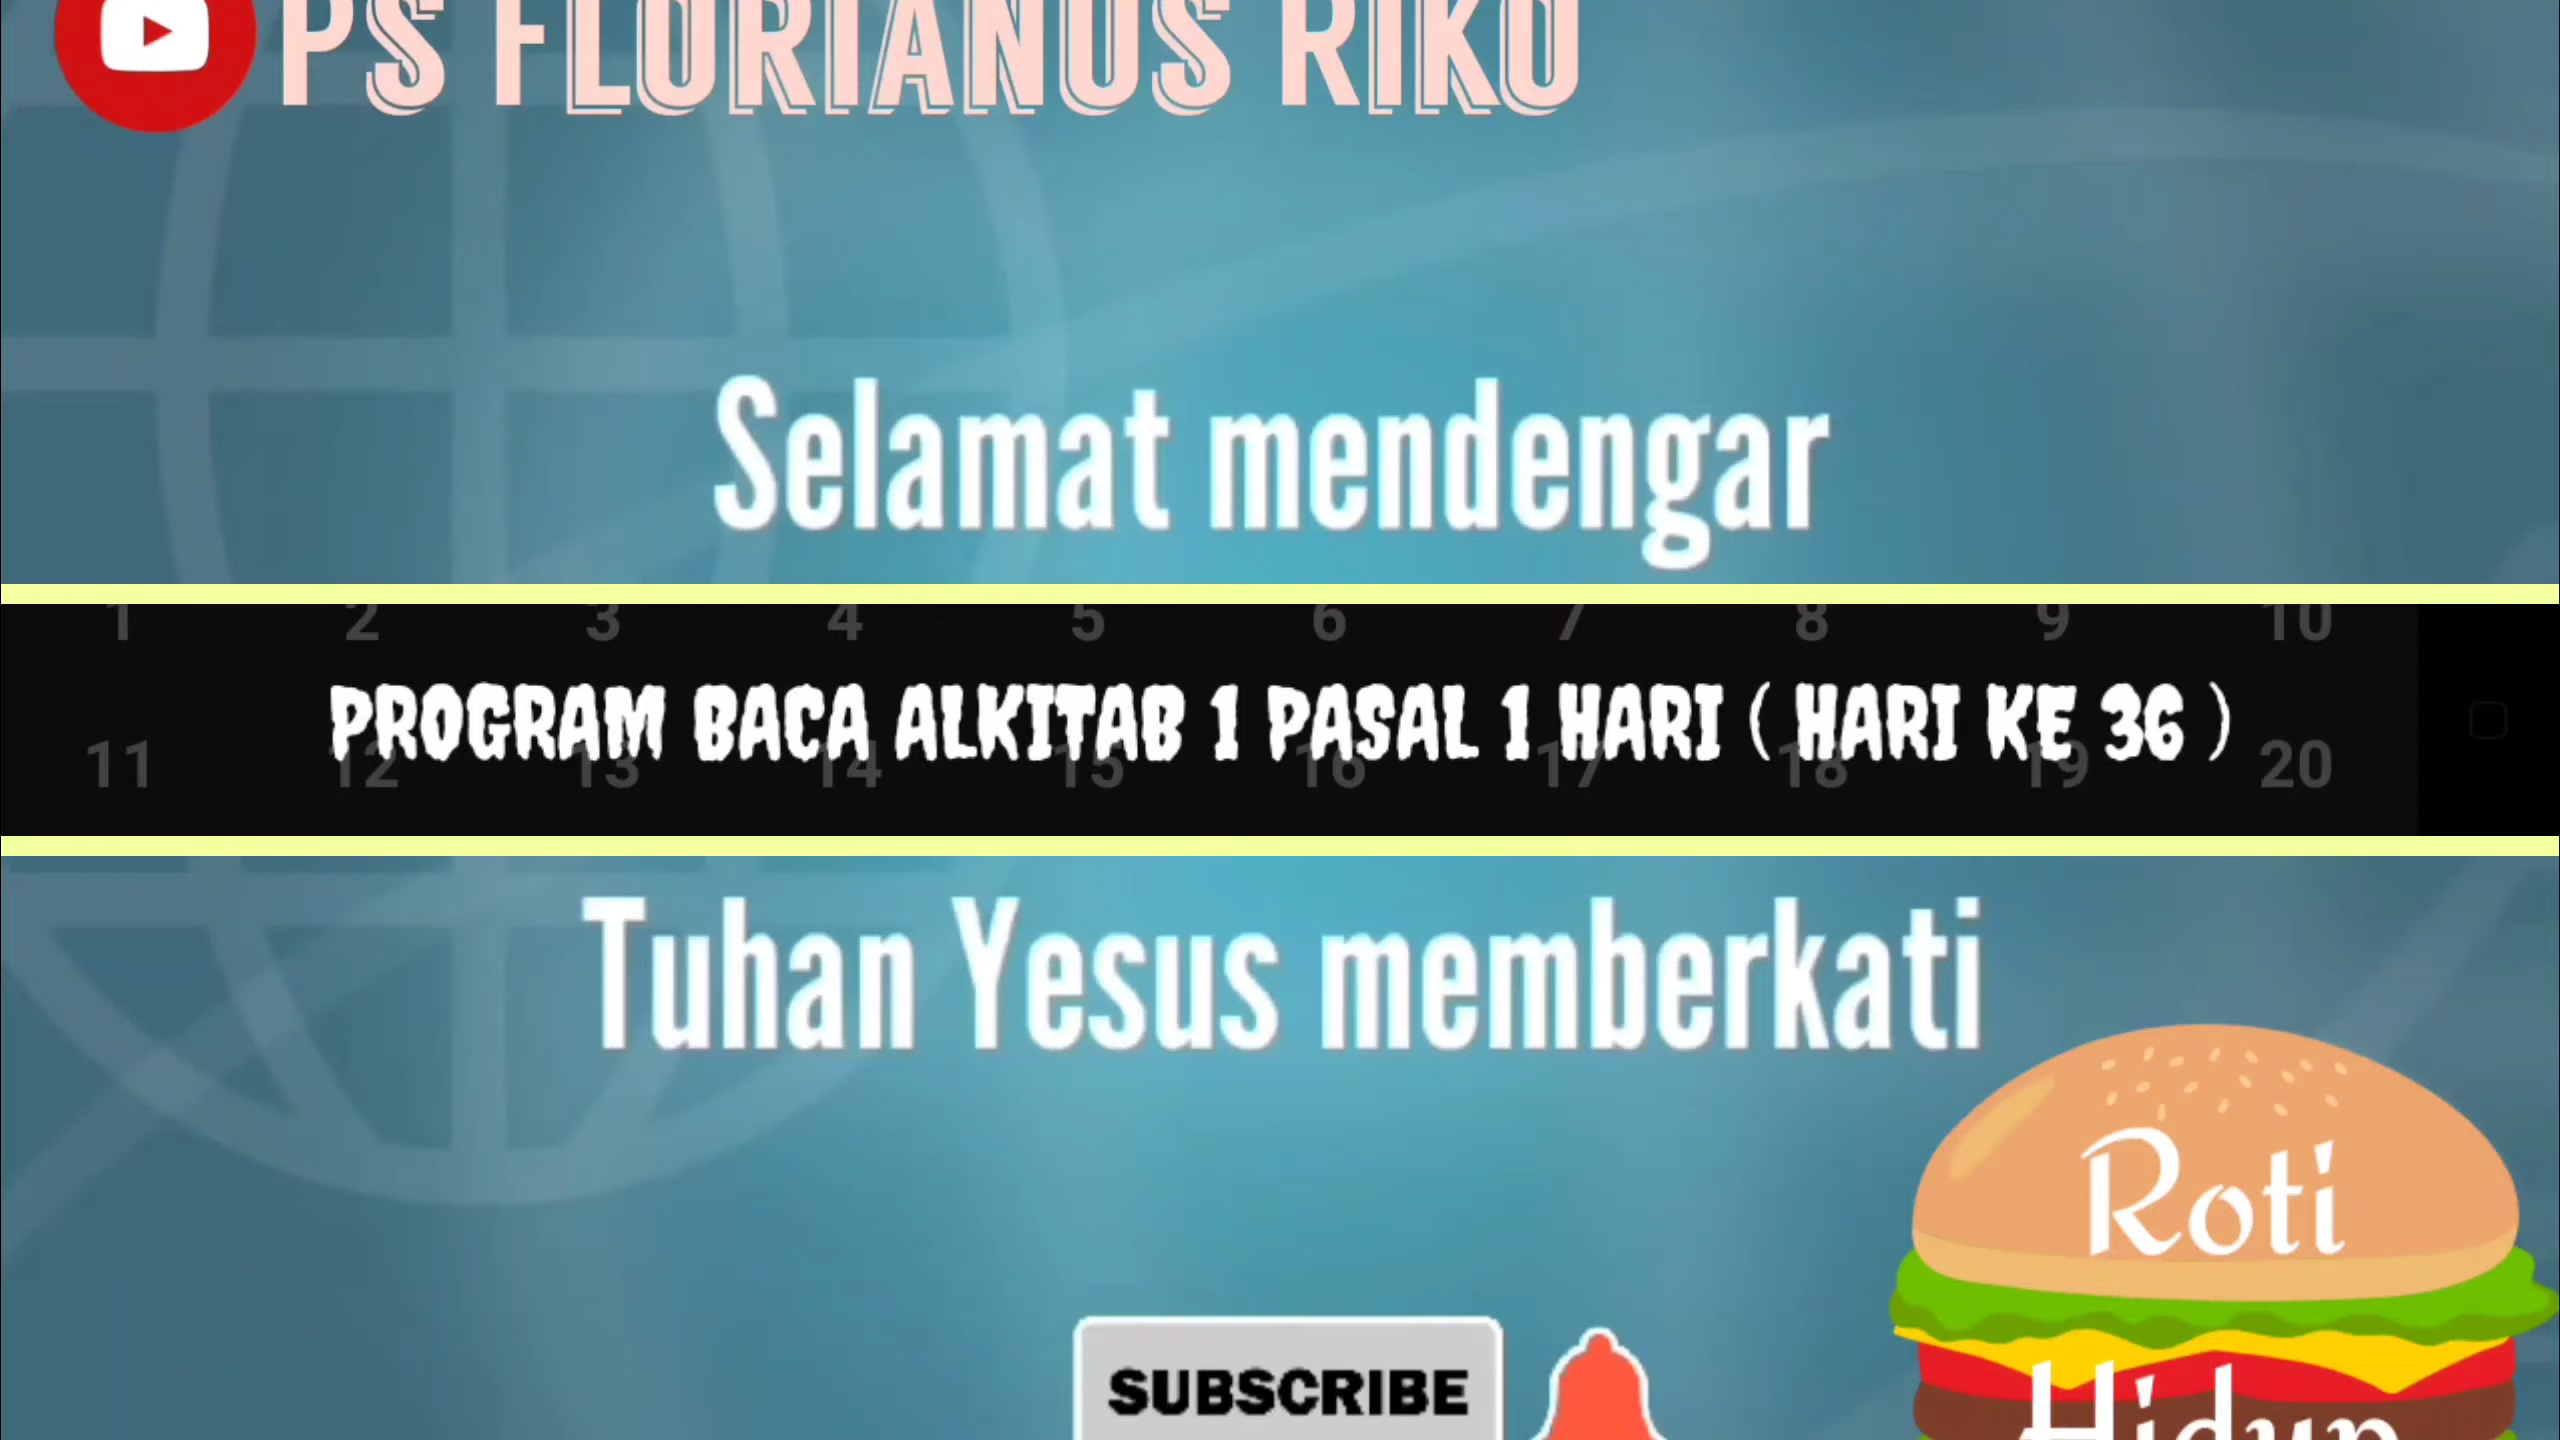 PS FLORIANUS RIKO
Selamat mendengar
1 2 3 4 5 6 7 8 9 10
PROGRAM BACA ALKITAB 1 PASAL 1 HARI ( HARI KE 36 )
11 12 13 14 15 16 17 18 19 20
Tuhan Yesus memberkati
Roti
Hidup
SUBSCRIBE